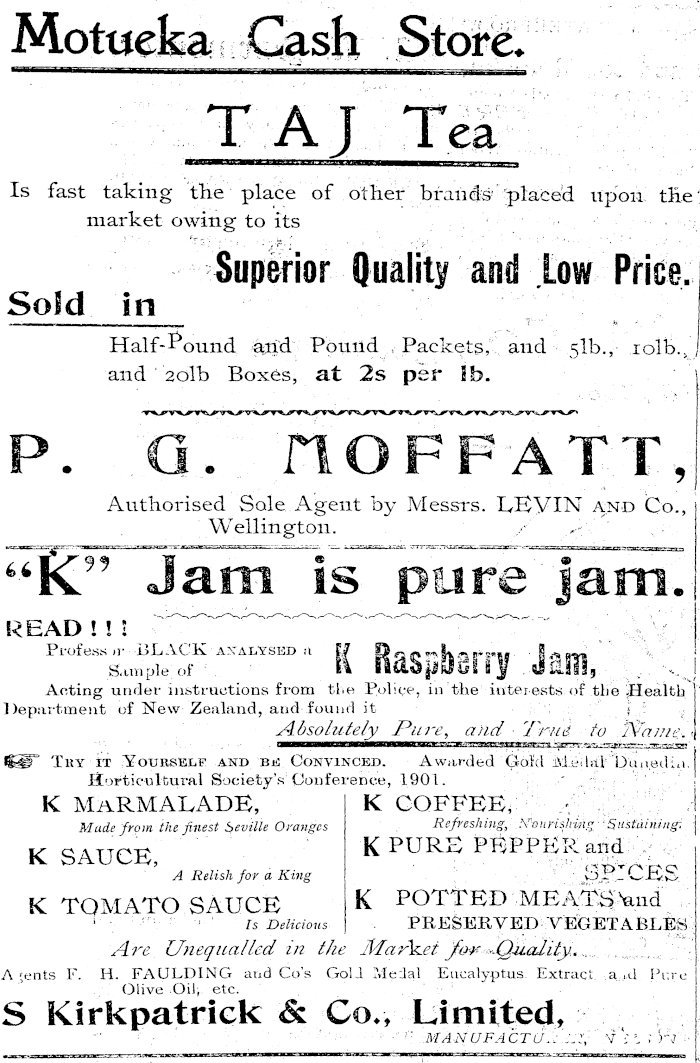 Motueka Cash Store.
TAJ Tea
Is fast taking the place of other brands placed upon the
market owing to its
Superior Quality and Low Price.
Sold in
Half-Pound and Pound Packets, and 5lb., 10lb.,
and 20lb Boxes, at 2s per lb.
P. G. MOFFATT,
Authorised Sole Agent by Messrs. LEVIN AND Co.,
Wellington.
"K" Jam is pure jam.
READ!!!
Professor BLACK ANALYSED a
Sample of
K Raspberry Jam,
Acting under instructions from the Police, in the interests of the Health
Department of New Zealand, and found it
Absolutely Pure, and True to Name.
TRY IT YOURSELF AND BE CONVINCED. Awarded Gold Medal Dunedin
Horticultural Society's Conference, 1901.
K MARMALADE,
Made from the finest Seville Oranges
K SAUCE,
A Relish for a King
K TOMATO SAUCE
Is Delicious
K COFFEE,
Refreshing, Nourishing Sustaining.
K PURE PEPPER and
SPICES
K POTTED MEATS and
PRESERVED VEGETABLES
Are Unequalled in the Market for Quality.
Agents F. H. FAULDING and Co's Gold Medal Eucalyptus Extract and Pure
Olive Oil, etc.
S Kirkpatrick & Co., Limited,